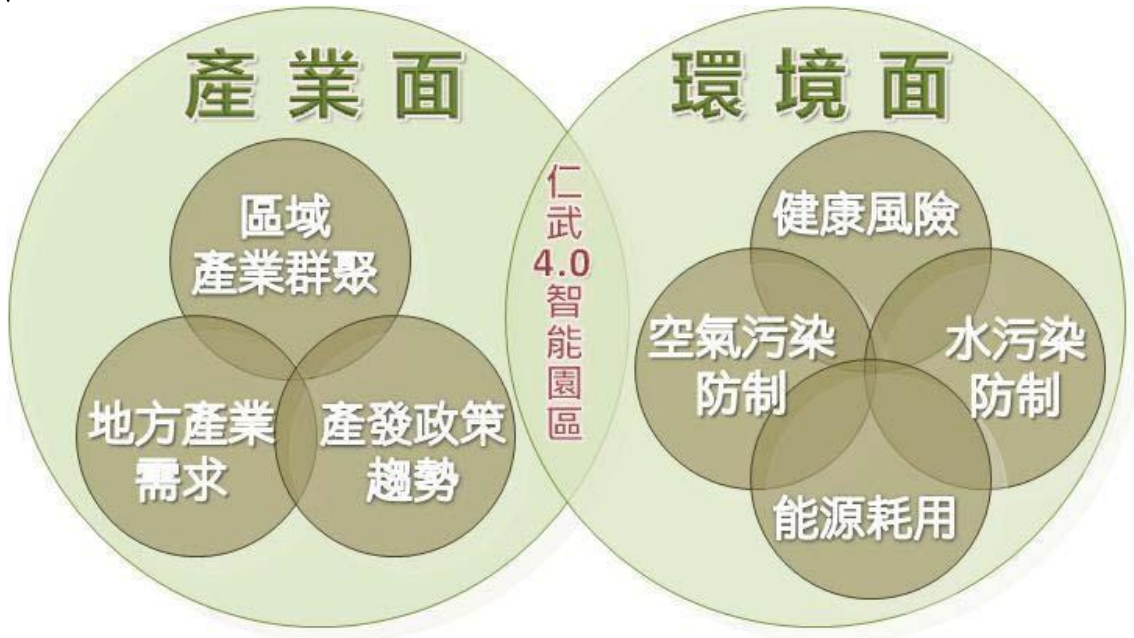 產業面
環境面
區域
產業群聚
地方產業
需求
產發政策
趨勢
仁武4.0智能園區
健康風險
空氣污染
防制
水污染
防制
能源耗用